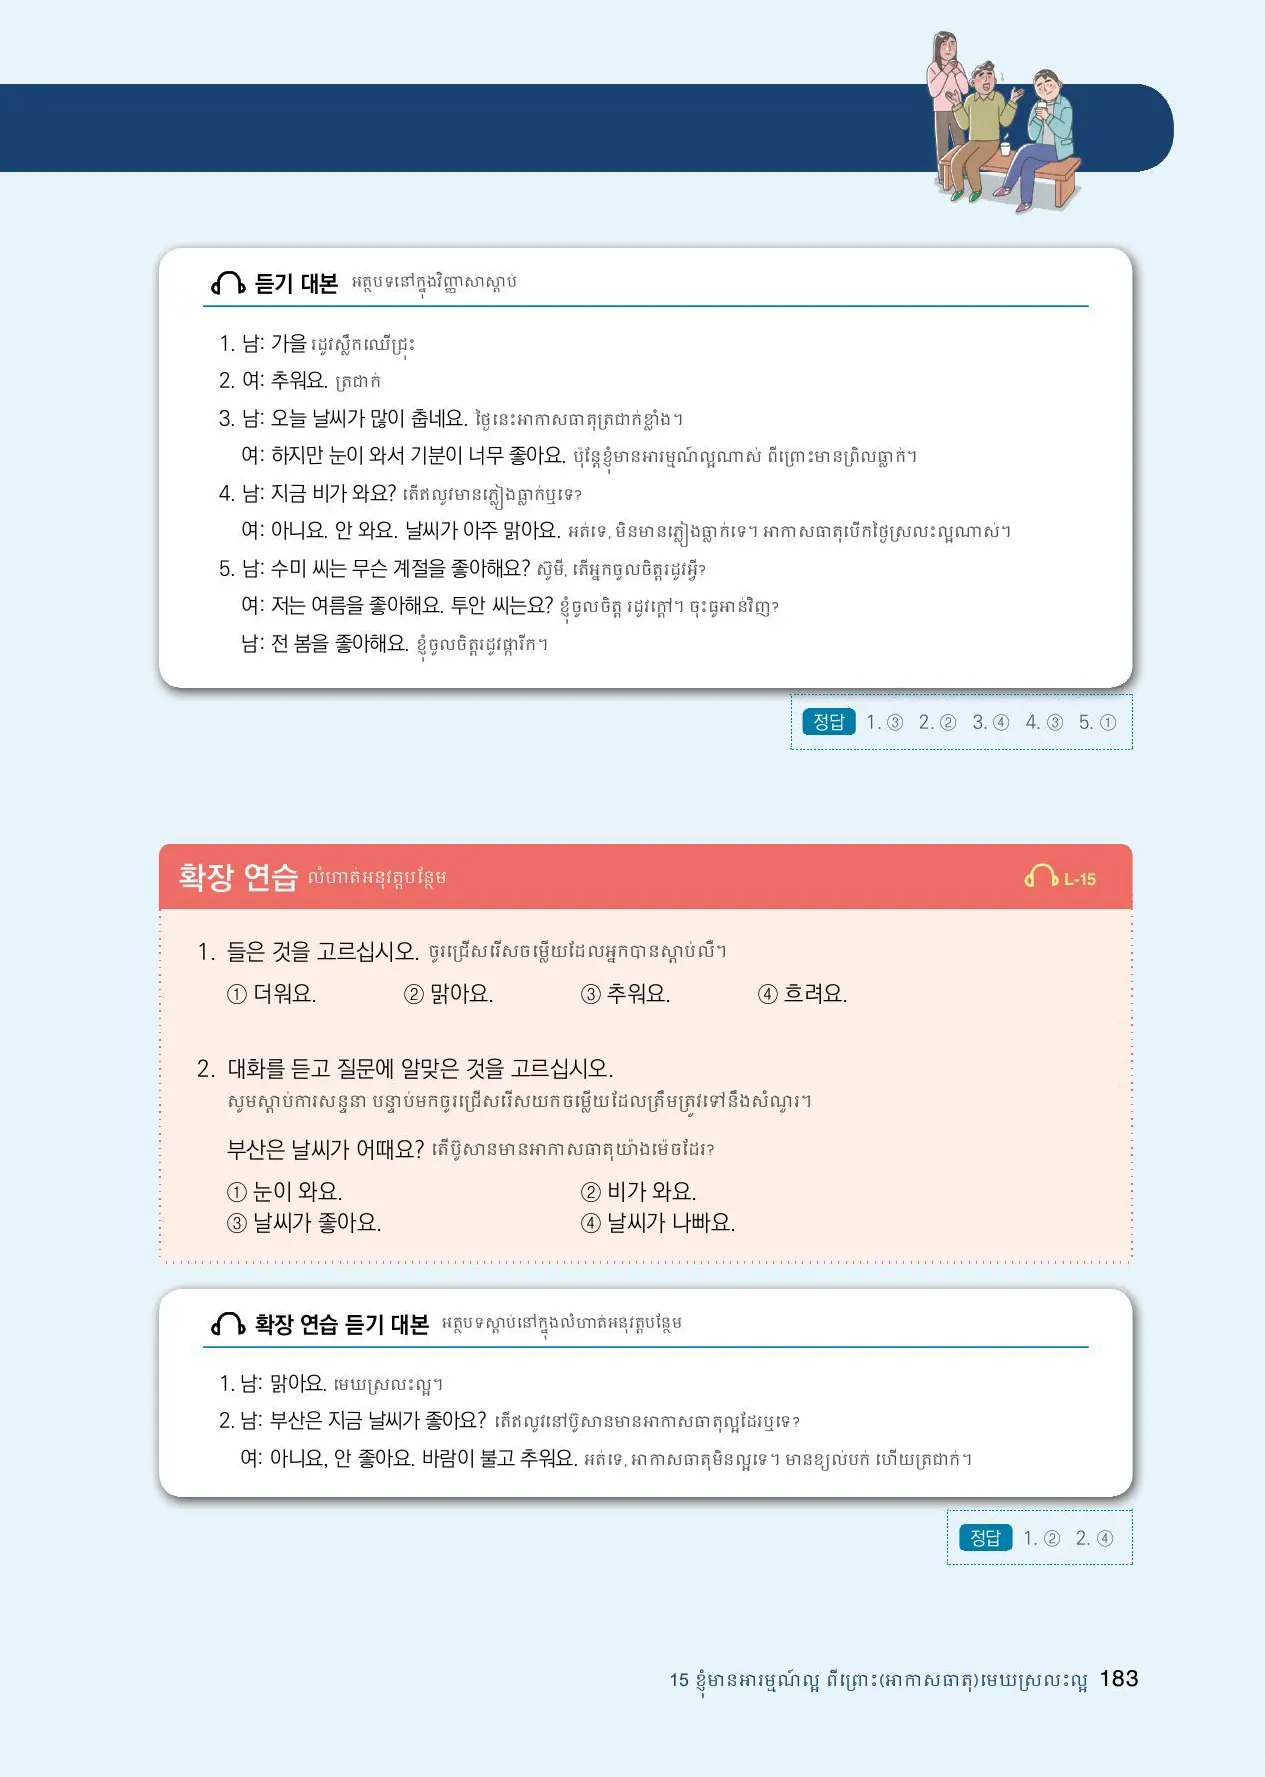 듣기 대본 អត្ថបទនៅក្នុងវិញ្ញាសាស្តាប់
1. 남: 가을 រដូវស្លឹកឈើជ្រុះ
2. 여: 추워요. ត្រជាក់
3. 남: 오늘 날씨가 많이 춥네요. ថ្ងៃនេះអាកាសធាតុត្រជាក់ខ្លាំង។
여: 하지만 눈이 와서 기분이 너무 좋아요. ប៉ុន្តែខ្ញុំមានអារម្មណ៍ល្អណាស់ ពីព្រោះមានព្រិលធ្លាក់។
4. 남: 지금 비가 와요? តើឥលូវមានភ្លៀងធ្លាក់ឬទេ?
여: 아니요. 안 와요. 날씨가 아주 맑아요. អត់ទេ, មិនមានភ្លៀងធ្លាក់ទេ។ អាកាសធាតុបើកថ្ងៃស្រលះល្អណាស់។
5. 남: 수미 씨는 무슨 계절을 좋아해요? ស៊ូមី, តើអ្នកចូលចិត្តរដូវអ្វី?
여: 저는 여름을 좋아해요. 투안 씨는요? ខ្ញុំចូលចិត្ត រដូវក្តៅ។ ចុះធូអាន់វិញ?
남: 전 봄을 좋아해요. ខ្ញុំចូលចិត្តរដូវផ្ការីក។
정답 1. ③ 2. ② 3. ④ 4. ③ 5. ①
확장 연습 លំហាត់អនុវត្តបន្ថែម L-15
1. 들은 것을 고르십시오. ចូរជ្រើសរើសចម្លើយដែលអ្នកបានស្តាប់លឺ។
① 더워요. ② 맑아요. ③ 추워요. ④ 흐려요.
2. 대화를 듣고 질문에 알맞은 것을 고르십시오.
សូមស្តាប់ការសន្ទនា បន្ទាប់មកចូរជ្រើសរើសយកចម្លើយដែលត្រឹមត្រូវទៅនឹងសំណួរ។
부산은 날씨가 어때요? តើប៊ូសានមានអាកាសធាតុយ៉ាងម៉េចដែរ?
① 눈이 와요. ② 비가 와요.
③ 날씨가 좋아요. ④ 날씨가 나빠요.
확장 연습 듣기 대본 អត្ថបទស្តាប់នៅក្នុងលំហាត់អនុវត្តបន្ថែម
1. 남: 맑아요. មេឃស្រលះល្អ។
2. 남: 부산은 지금 날씨가 좋아요? តើឥលូវនៅប៊ូសានមានអាកាសធាតុល្អដែរឬទេ?
여: 아니요, 안 좋아요. 바람이 불고 추워요. អត់ទេ, អាកាសធាតុមិនល្អទេ។ មានខ្យល់បក់ ហើយត្រជាក់។
정답 1. ② 2. ④
15 ខ្ញុំមានអារម្មណ៍ល្អ ពីព្រោះ(អាកាសធាតុ)មេឃស្រលះល្អ 183